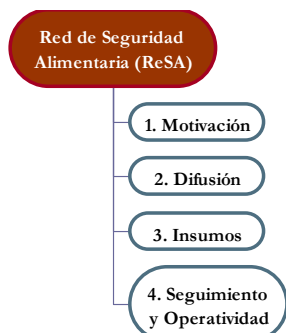 Red de Seguridad
Alimentaria (ReSA)
1. Motivación
2. Difusión
3. Insumos
4. Seguimiento
y Operatividad